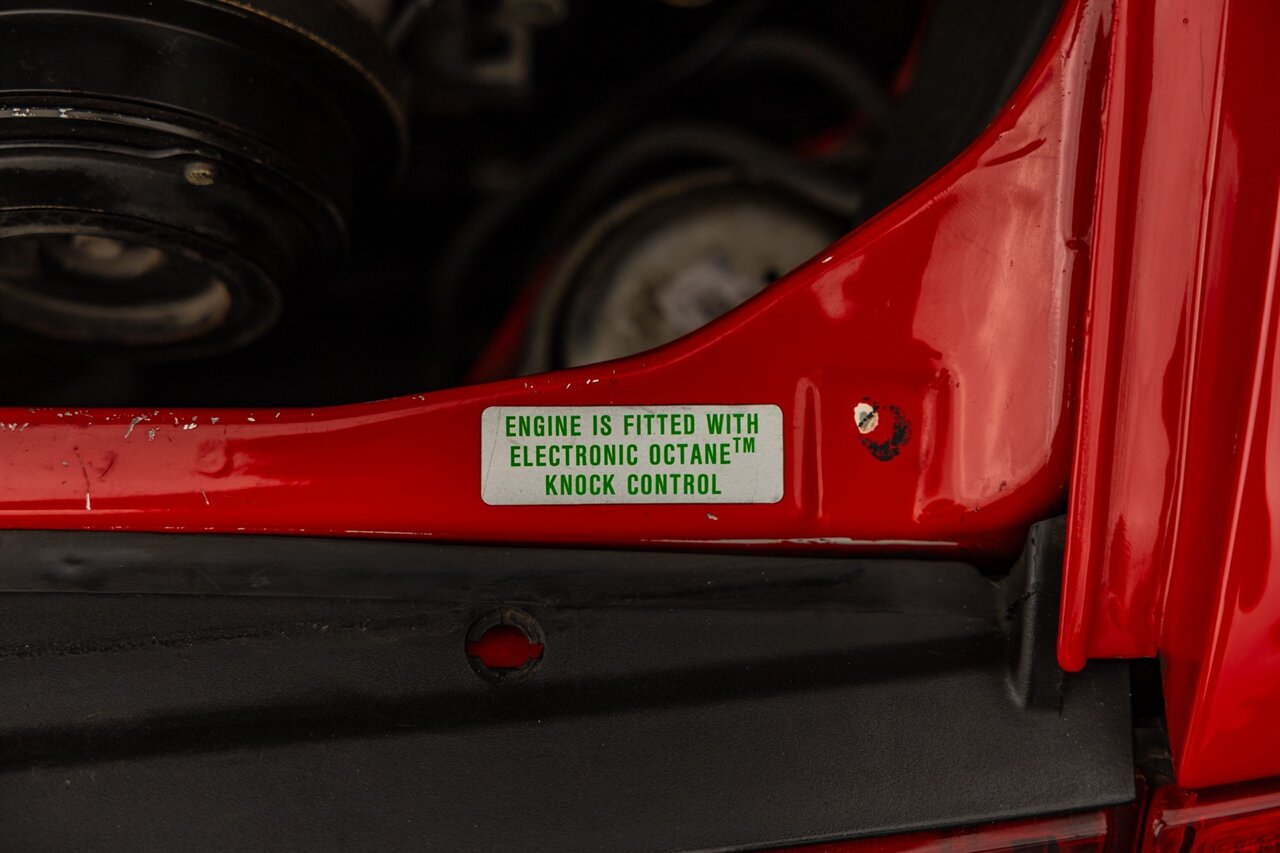 ENGINE IS FITTED WITH
ELECTRONIC OCTANE™
KNOCK CONTROL